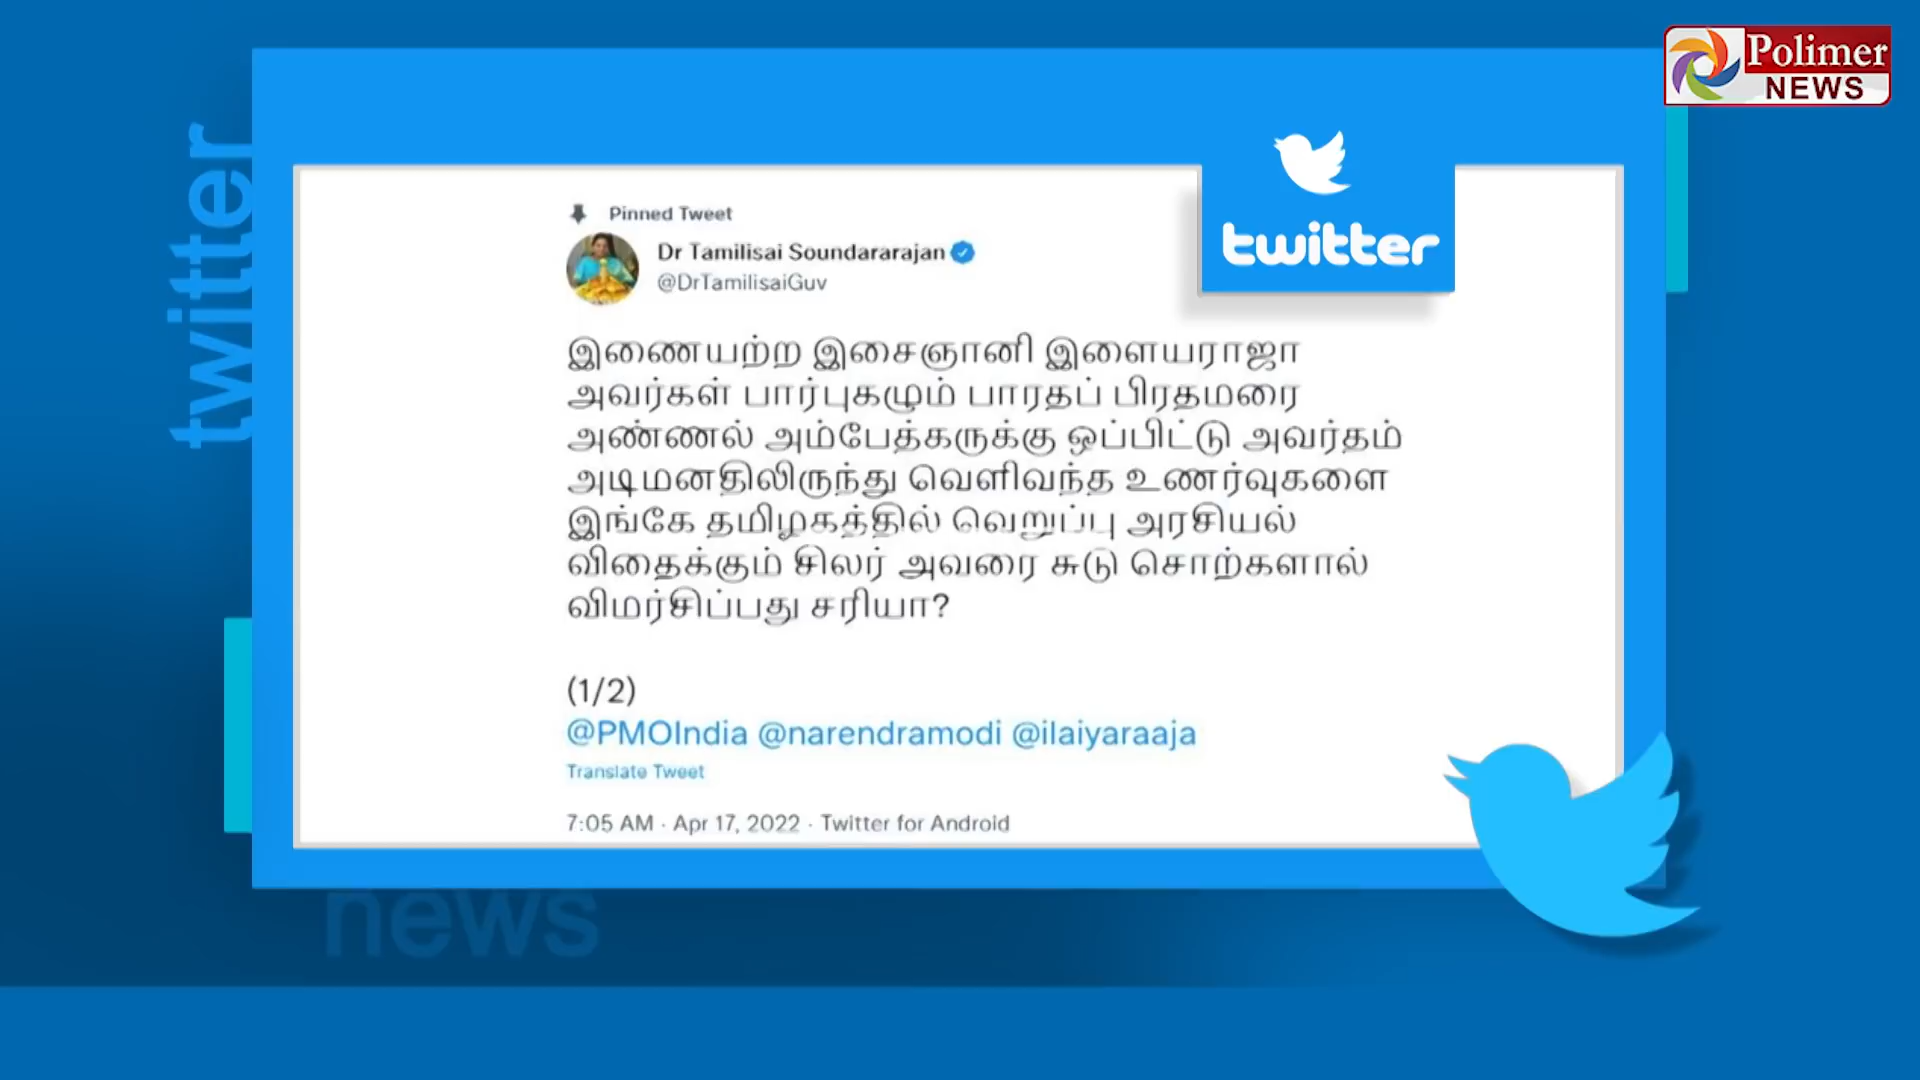 Polimer
NEWS
twitter
twitter
Pinned Tweet
Dr Tamilisai Soundararajan
@DrTamilisaiGuv
இணையற்ற இசைஞானி இளையராஜா
அவர்கள் பார்புகழும் பாரதப் பிரதமரை
அண்ணல் அம்பேத்கருக்கு ஒப்பிட்டு அவர்தம்
அடிமனதிலிருந்து வெளிவந்த உணர்வுகளை
இங்கே தமிழகத்தில் வெறுப்பு அரசியல்
விதைக்கும் சிலர் அவரை சுடு சொற்களால்
விமர்சிப்பது சரியா?
(1/2)
@PMOIndia @narendramodi @ilaiyaraaja
Translate Tweet
7:05 AM · Apr 17, 2022 · Twitter for Android
news